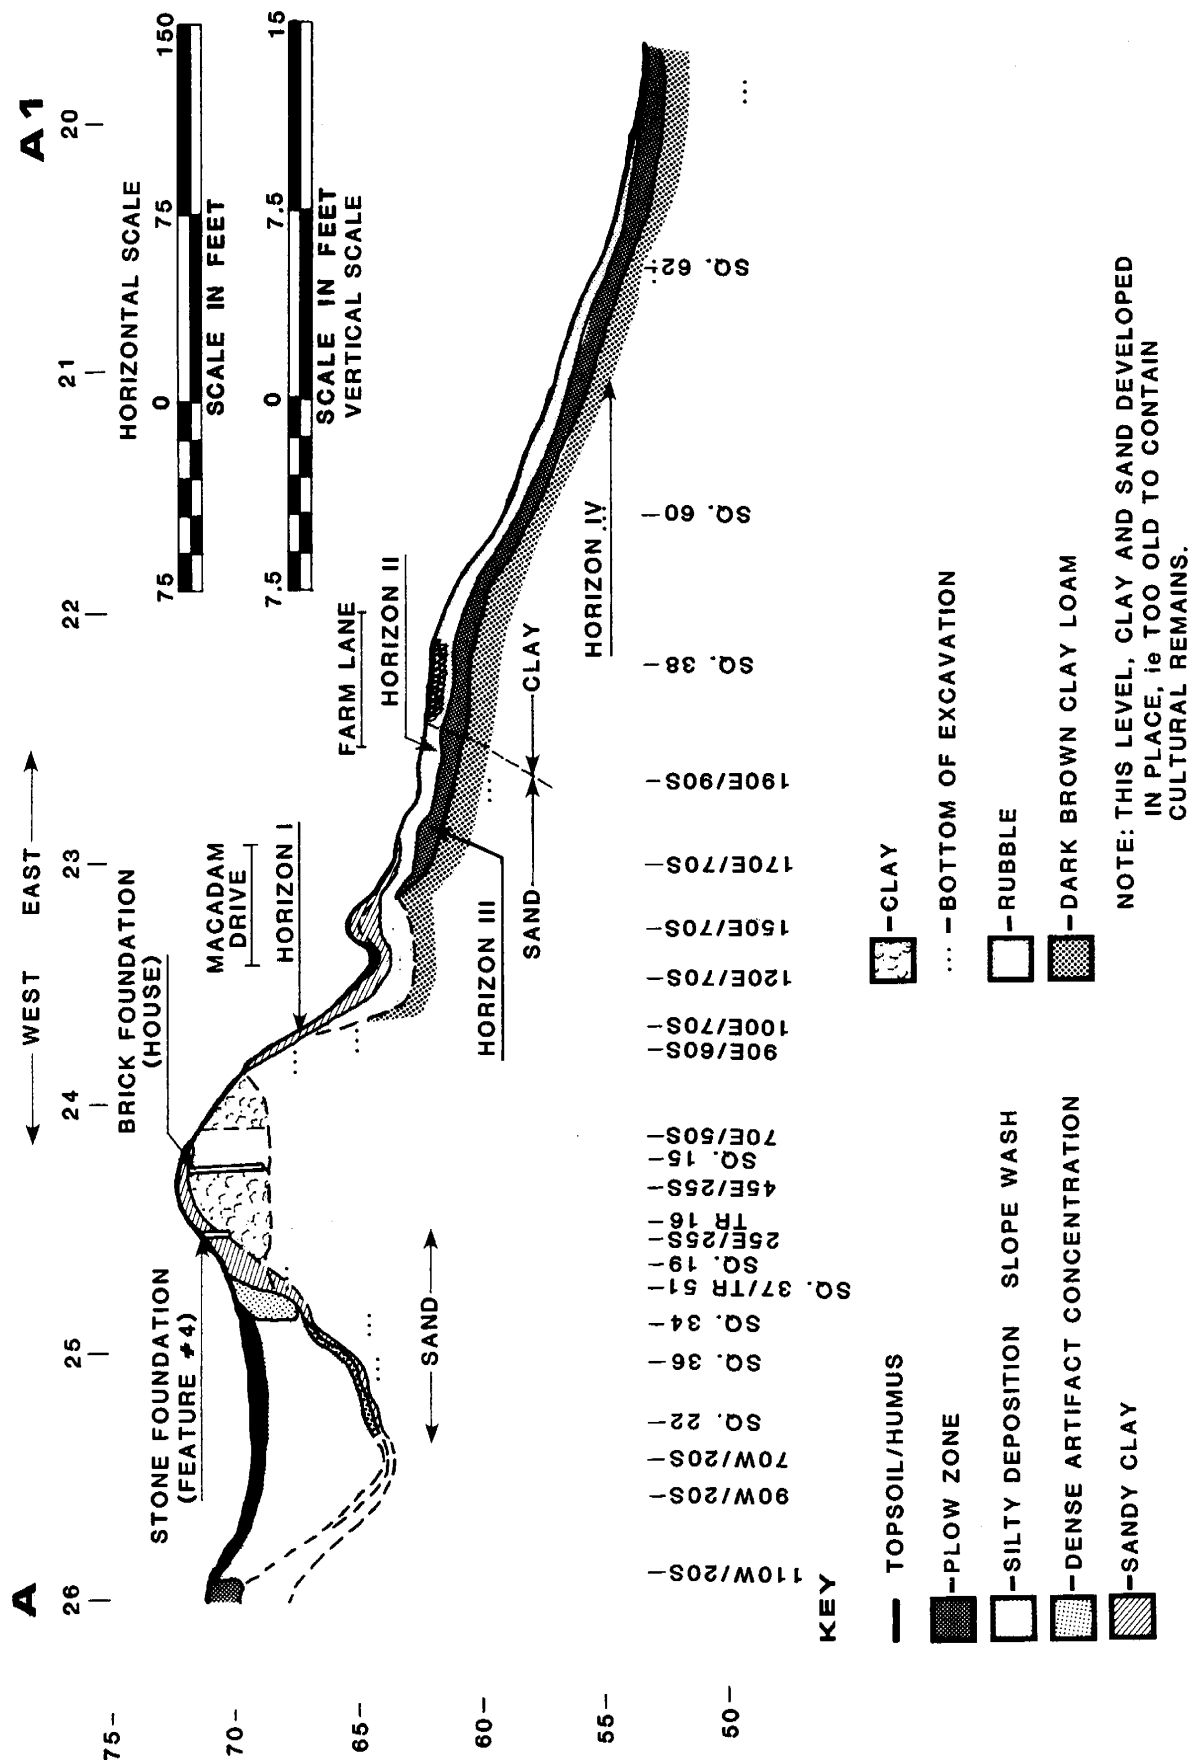 A
A1
26
25
24
23
22
21
20
WEST EAST
HORIZONTAL SCALE
75 0 75 150
SCALE IN FEET
7.5 0 7.5 15
SCALE IN FEET
VERTICAL SCALE
STONE FOUNDATION
(FEATURE #4)
BRICK FOUNDATION
(HOUSE)
MACADAM
DRIVE
HORIZON I
FARM LANE
HORIZON II
HORIZON III
HORIZON IV
SAND
SAND
CLAY
75-
70-
65-
60-
55-
50-
110W/20S-
90W/20S-
70W/20S-
SQ. 22-
SQ. 36-
SQ. 34-
SQ. 37/TR 51-
SQ. 19-
25E/25S-
TR 16-
45E/25S-
SQ. 15-
70E/50S-
90E/60S-
100E/70S-
120E/70S-
150E/70S-
170E/70S-
190E/90S-
SQ. 38-
SQ. 60-
SQ. 62-
KEY
TOPSOIL/HUMUS
-PLOW ZONE
-SILTY DEPOSITION SLOPE WASH
-DENSE ARTIFACT CONCENTRATION
-SANDY CLAY
-CLAY
...-BOTTOM OF EXCAVATION
-RUBBLE
-DARK BROWN CLAY LOAM
NOTE: THIS LEVEL, CLAY AND SAND DEVELOPED
IN PLACE, ie TOO OLD TO CONTAIN
CULTURAL REMAINS.